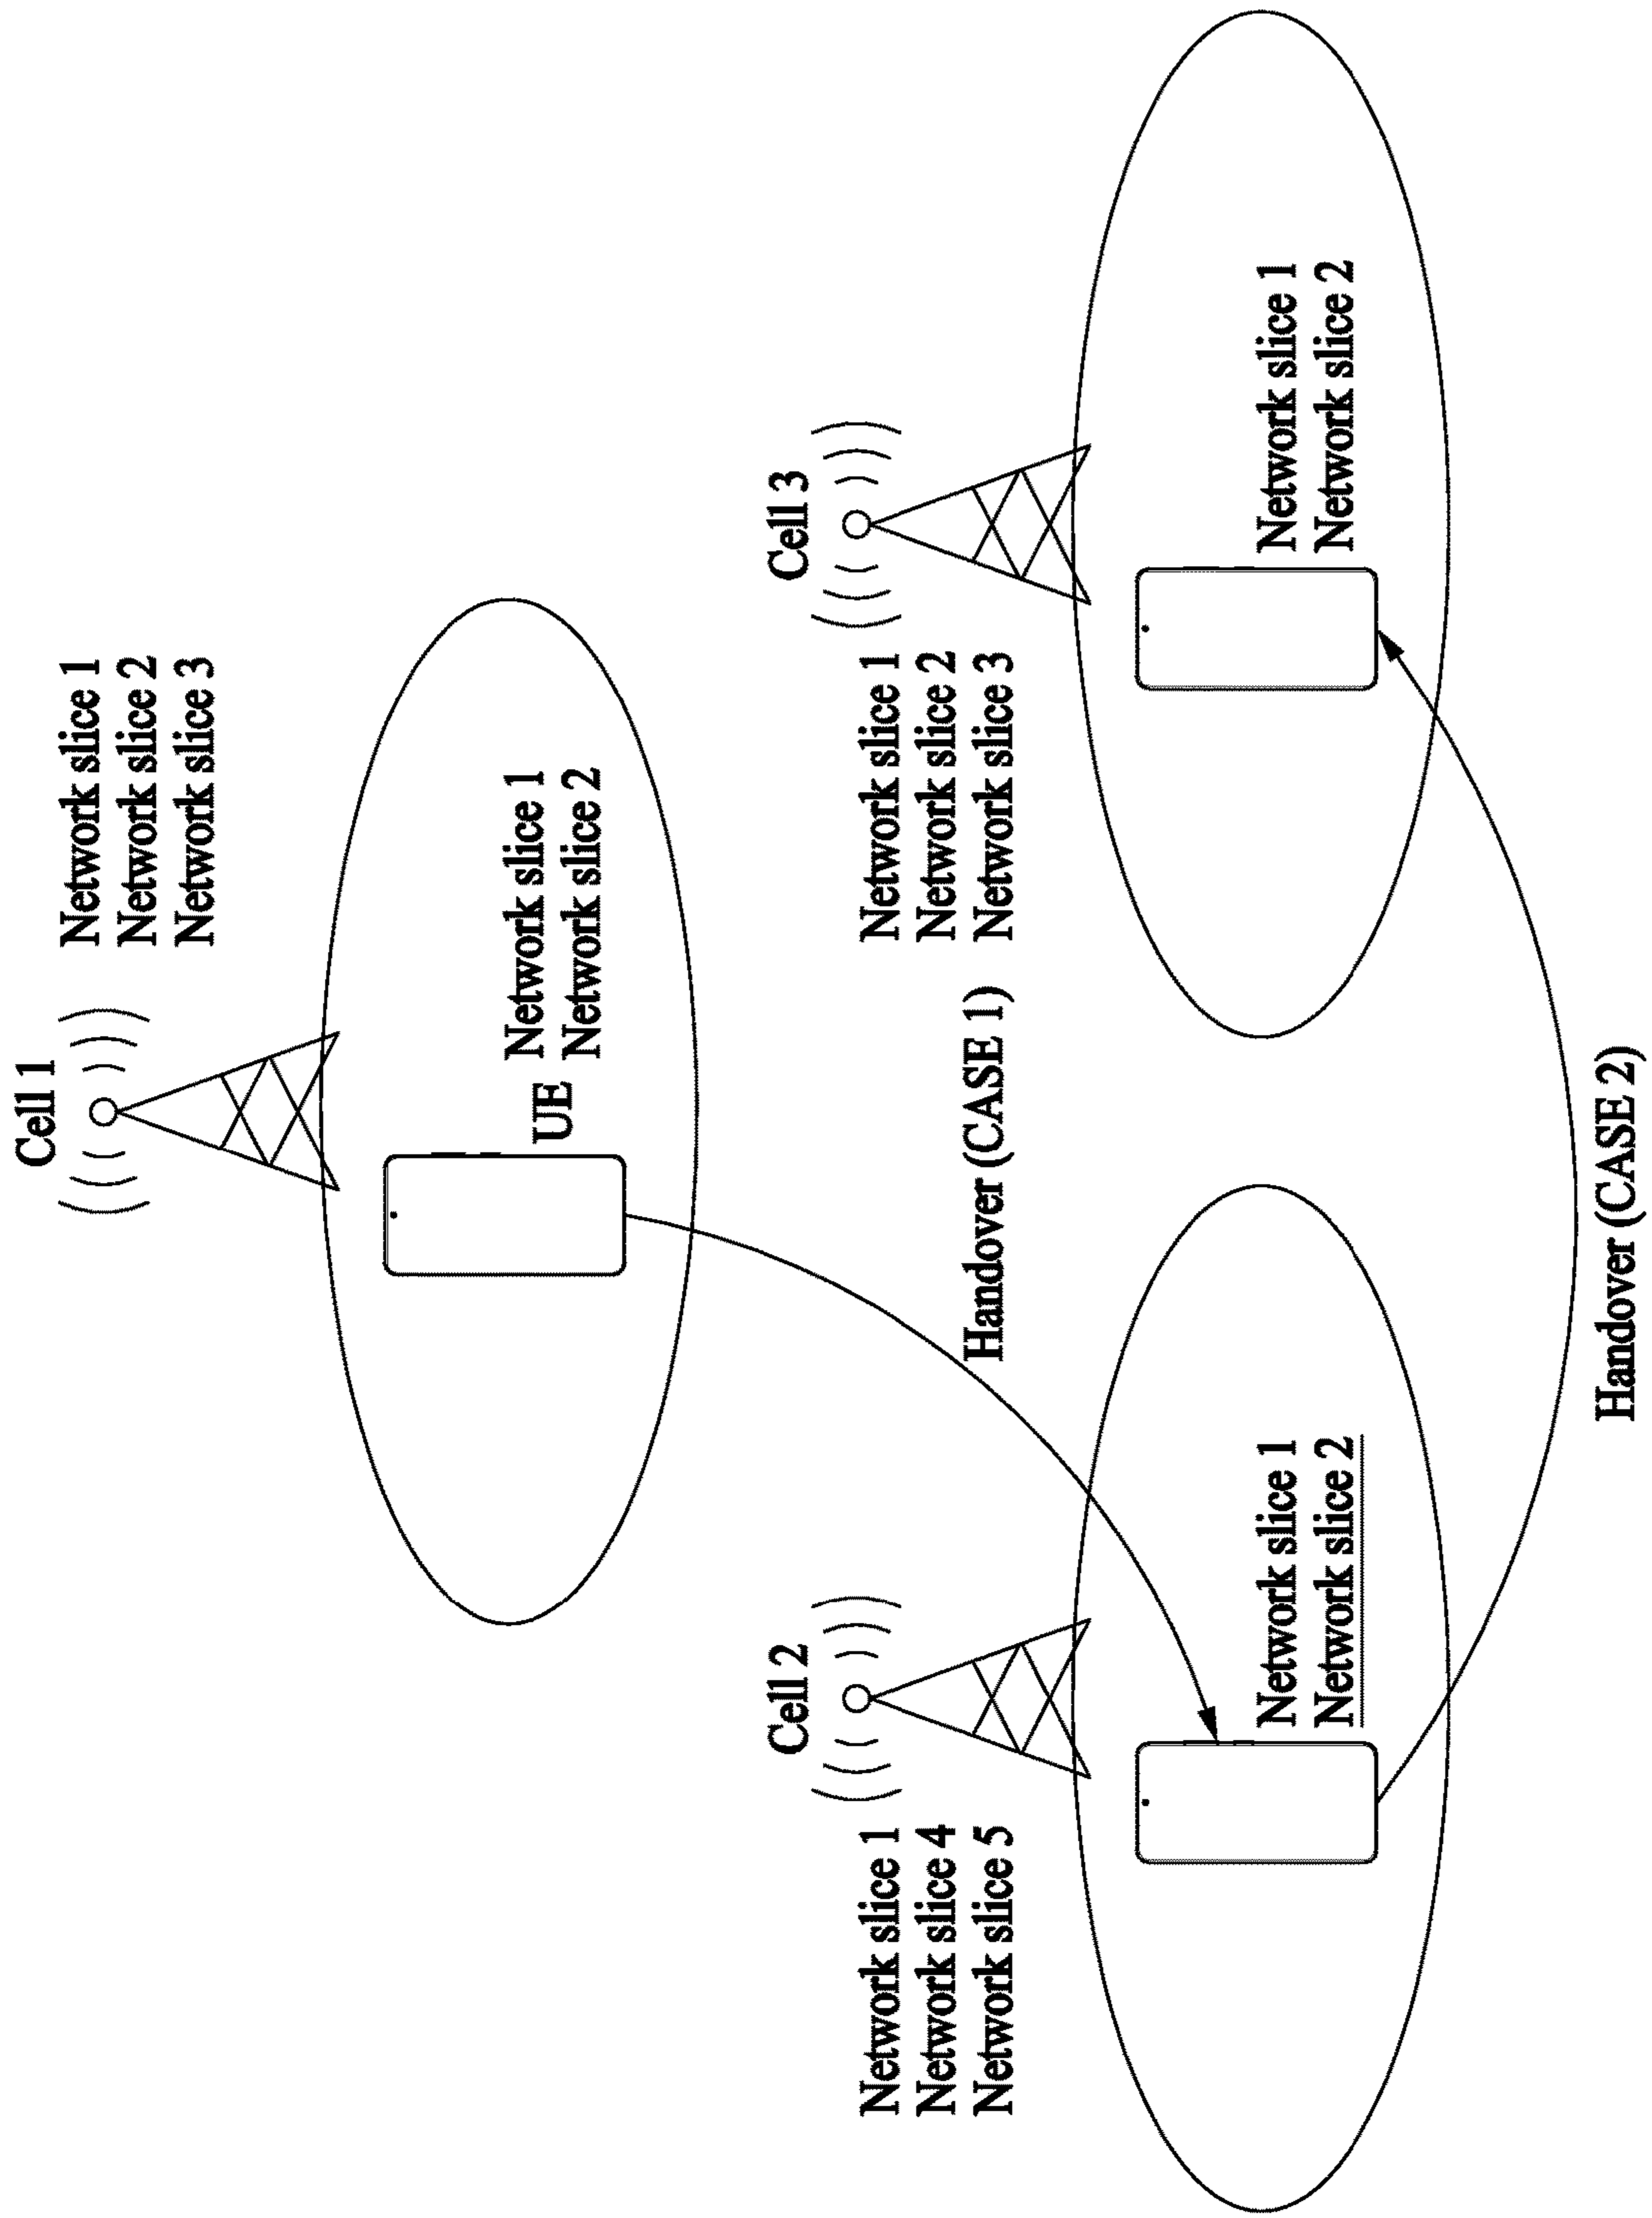 Cell 1
Network slice 1
Network slice 2
Network slice 3
UE
Network slice 1
Network slice 2
Handover (CASE 1)
Cell 2
Network slice 1
Network slice 4
Network slice 5
Network slice 1
Network slice 2
Cell 3
Network slice 1
Network slice 2
Network slice 3
Network slice 1
Network slice 2
Handover (CASE 2)